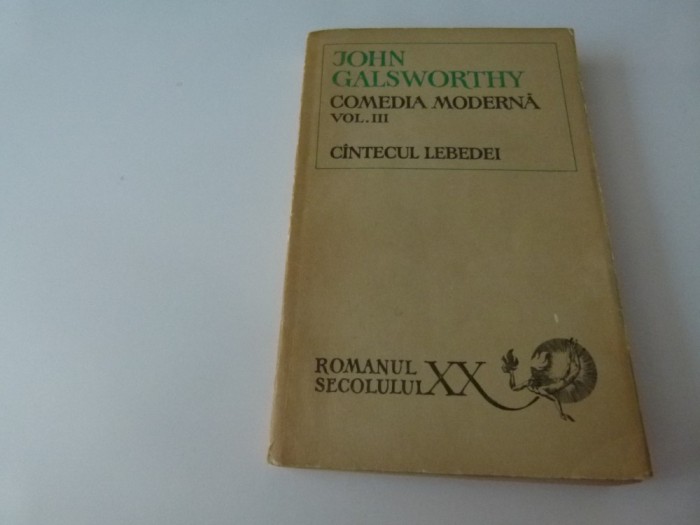 JOHN
GALSWORTHY
COMEDIA MODERNĂ
VOL. III
CÎNTECUL LEBEDEI
ROMANUL
SECOLULUI XX